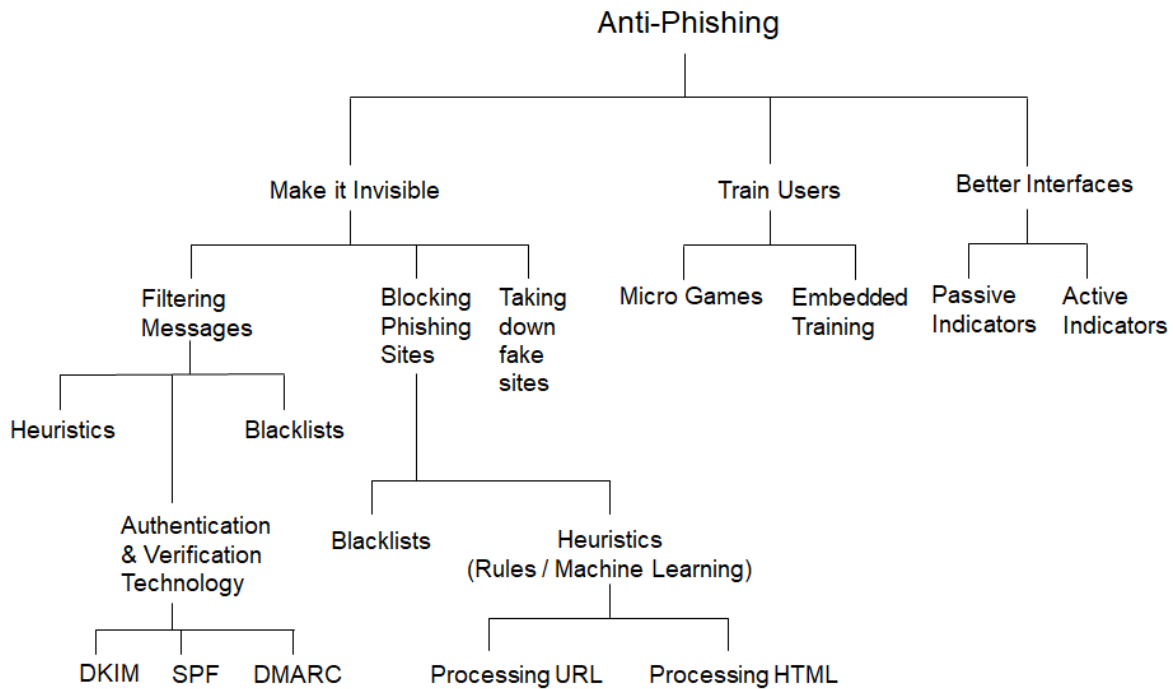 Anti-Phishing
Make it Invisible
Train Users
Better Interfaces
Filtering
Messages
Blocking
Phishing
Sites
Taking
down
fake
sites
Micro Games
Embedded
Training
Passive
Indicators
Active
Indicators
Heuristics
Blacklists
Authentication
& Verification
Technology
Blacklists
Heuristics
(Rules / Machine Learning)
DKIM
SPF
DMARC
Processing URL
Processing HTML